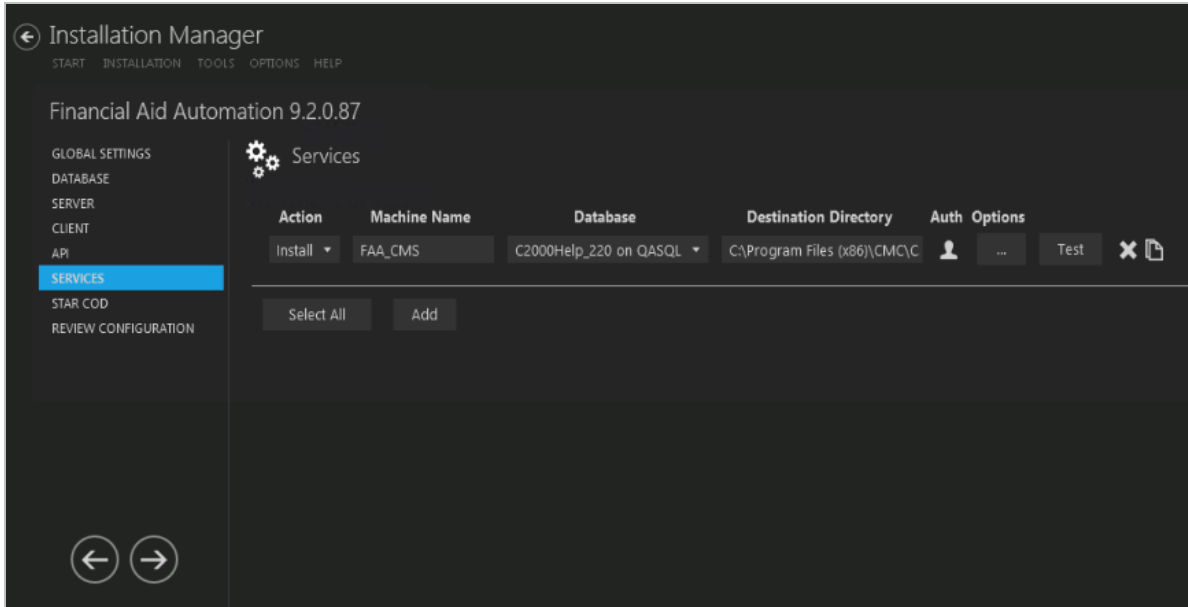 Installation Manager
START INSTALLATION TOOLS OPTIONS HELP
Financial Aid Automation 9.2.0.87
GLOBAL SETTINGS
DATABASE
SERVER
CLIENT
API
SERVICES
STAR COD
REVIEW CONFIGURATION
Services
Action Machine Name Database Destination Directory Auth Options
Install FAA_CMS C2000Help_220 on QASQL C:\Program Files (x86)\CMC\C ... Test
Select All Add